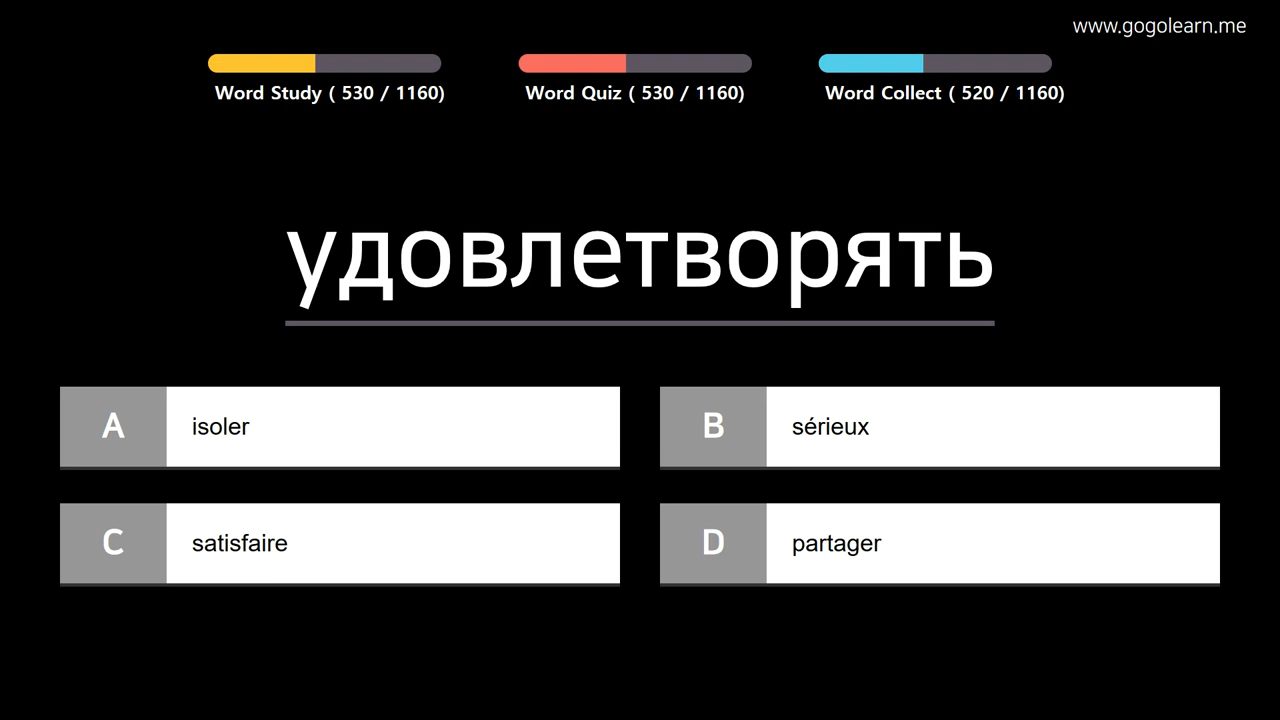 www.gogolearn.me
Word Study ( 530 / 1160)
Word Quiz ( 530 / 1160)
Word Collect ( 520 / 1160)
удовлетворять
A isoler
B sérieux
C satisfaire
D partager